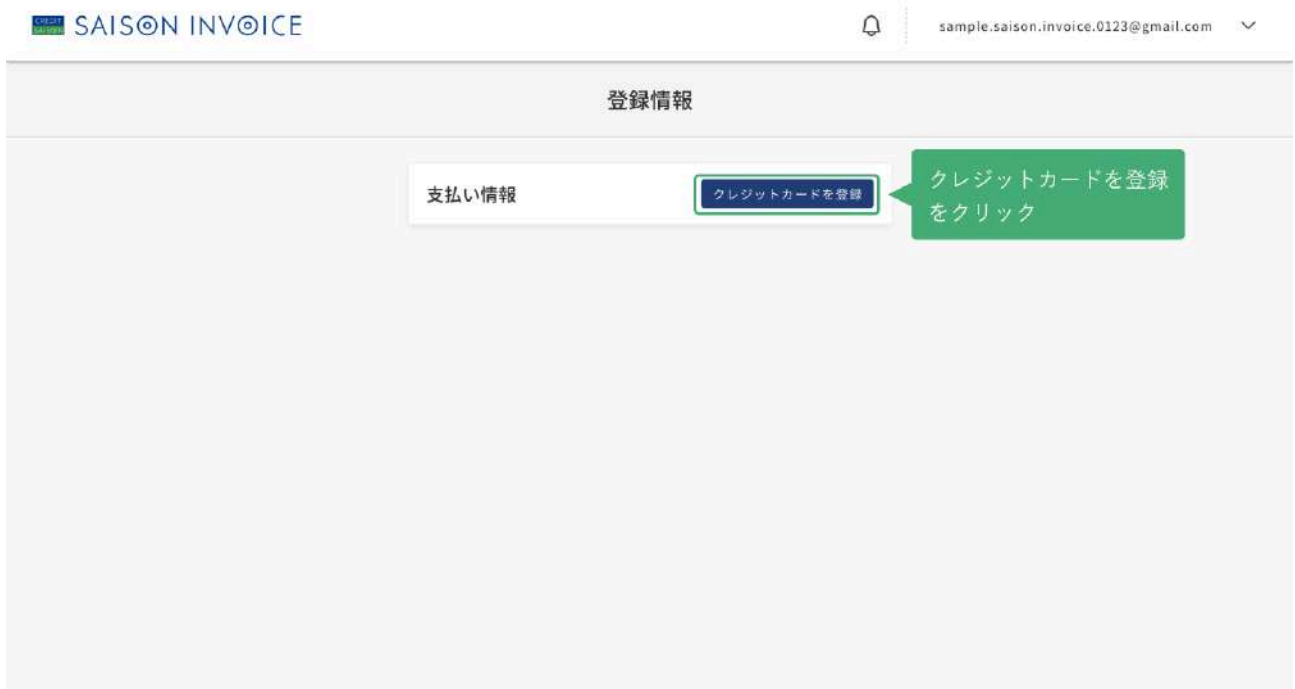 CREDIT SAISON SAISON INVOICE
sample.saison.invoice.0123@gmail.com
登録情報
支払い情報
クレジットカードを登録
クレジットカードを登録
をクリック